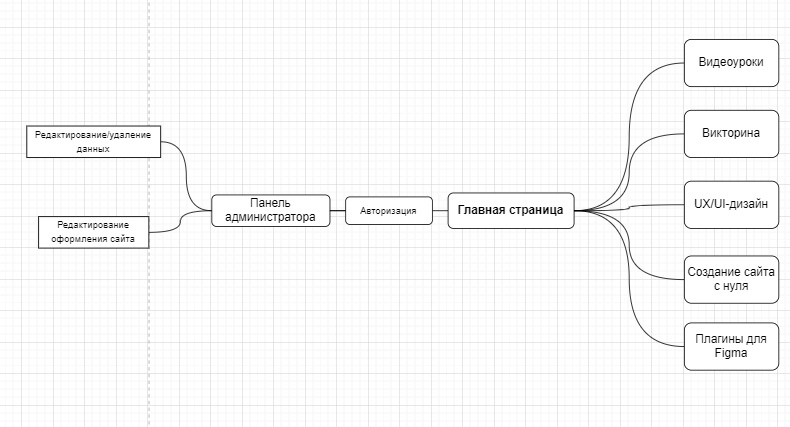 Редактирование/удаление
данных
Редактирование
оформления сайта
Панель
администратора
Авторизация
Главная страница
Видеоуроки
Викторина
UX/UI-дизайн
Создание сайта
с нуля
Плагины для
Figma